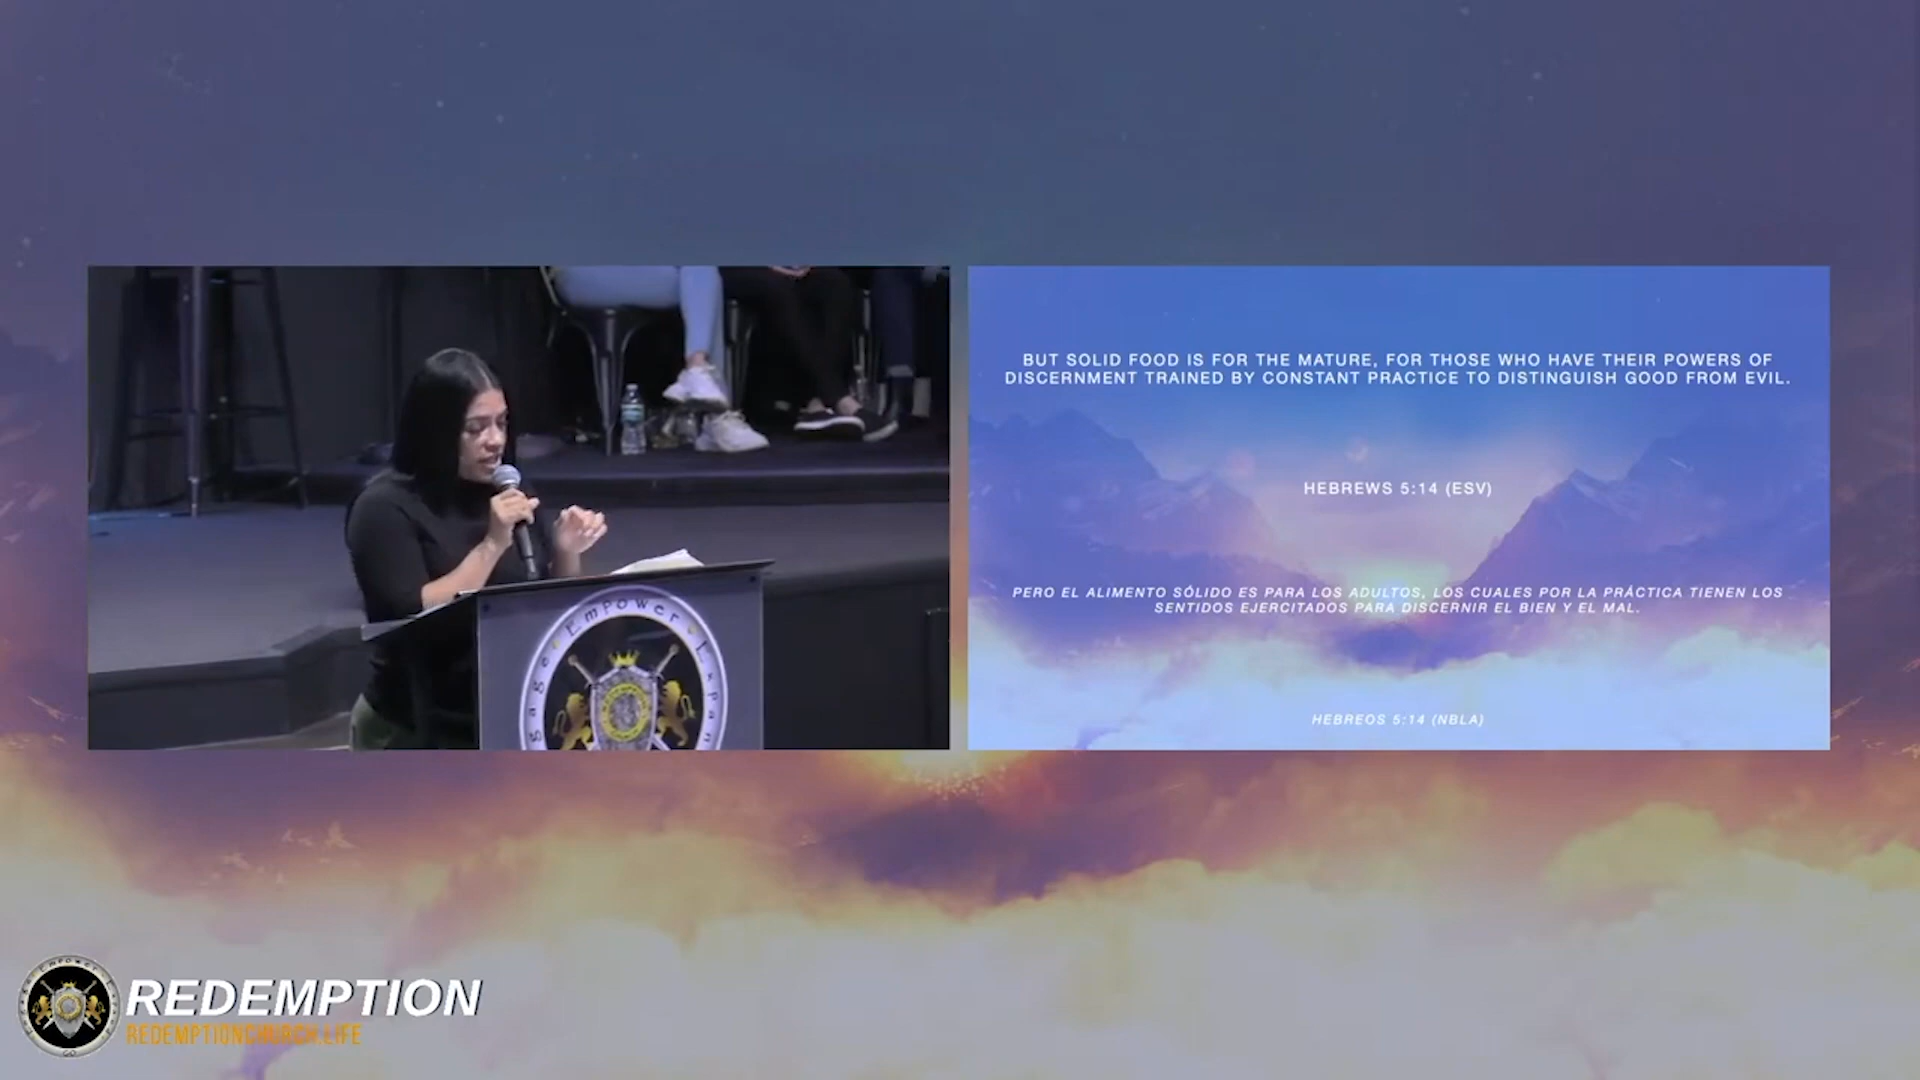 BUT SOLID FOOD IS FOR THE MATURE, FOR THOSE WHO HAVE THEIR POWERS OF
DISCERNMENT TRAINED BY CONSTANT PRACTICE TO DISTINGUISH GOOD FROM EVIL.
HEBREWS 5:14 (ESV)
PERO EL ALIMENTO SÓLIDO ES PARA LOS ADULTOS, LOS CUALES POR LA PRÁCTICA TIENEN LOS
SENTIDOS EJERCITADOS PARA DISCERNIR EL BIEN Y EL MAL.
HEBREOS 5:14 (NBLA)
Empower
REDEMPTION
REDEMPTIONCHURCH.LIFE